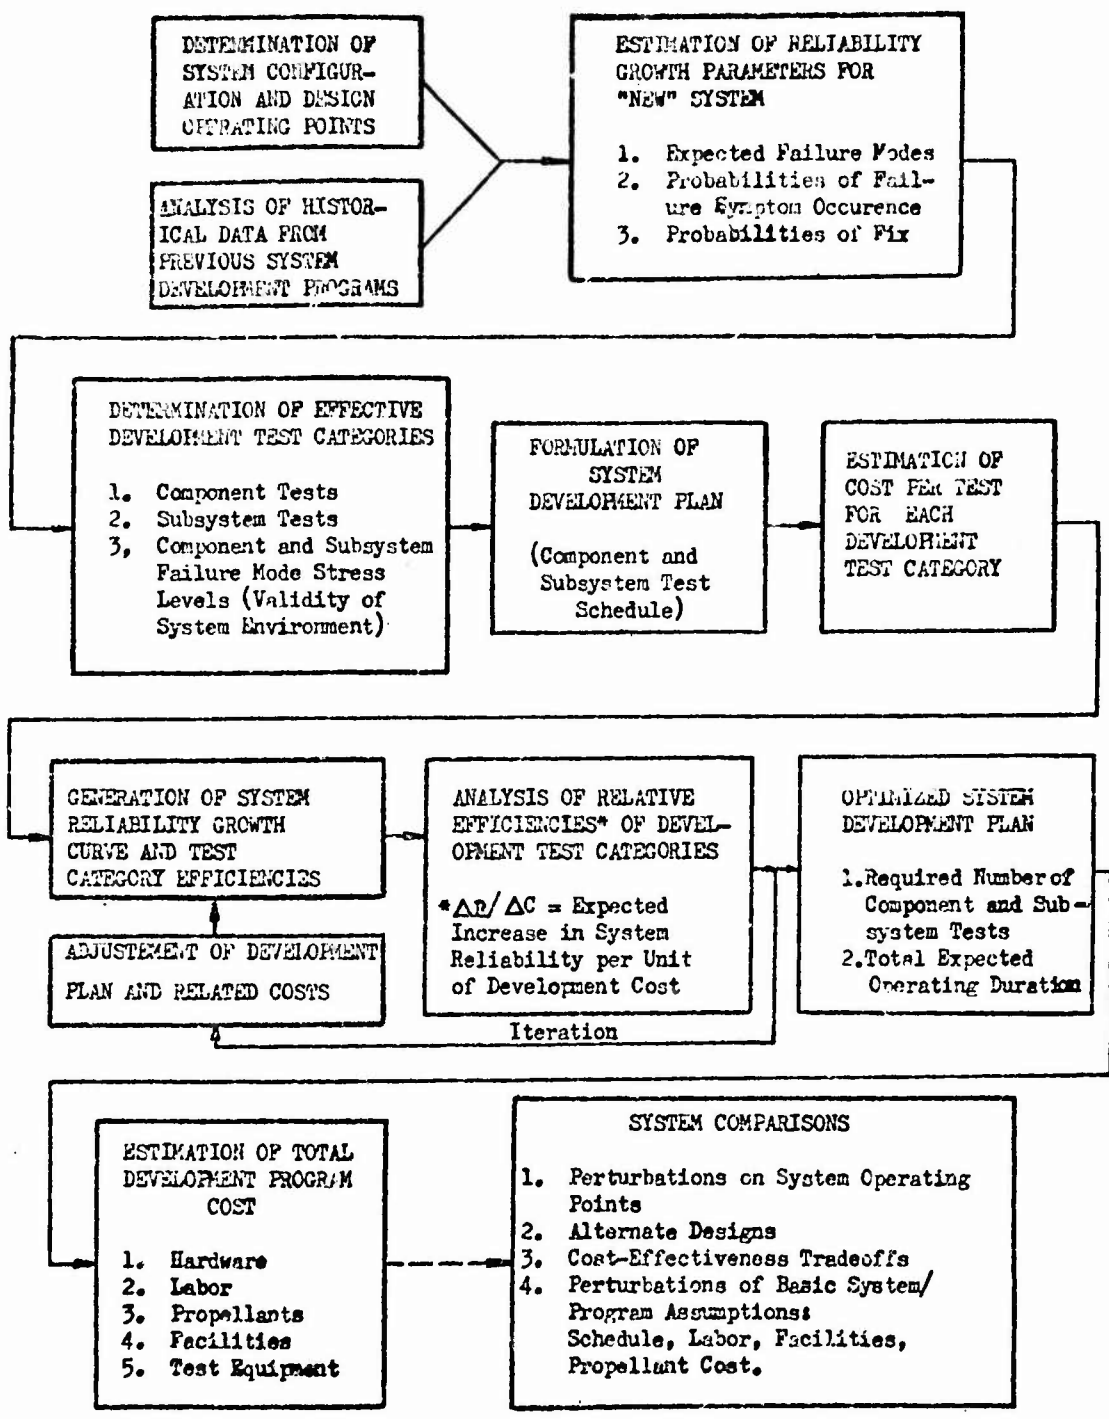 DETERMINATION OF
SYSTEM CONFIGUR-
ATION AND DESIGN
OPERATING POINTS
ANALYSIS OF HISTOR-
ICAL DATA FROM
PREVIOUS SYSTEM
DEVELOPMENT PROGRAMS
ESTIMATION OF RELIABILITY
GROWTH PARAMETERS FOR
"NEW" SYSTEM
1. Expected Failure Modes
2. Probabilities of Fail-
ure Symptom Occurence
3. Probabilities of Fix
DETERMINATION OF EFFECTIVE
DEVELOPMENT TEST CATEGORIES
1. Component Tests
2. Subsystem Tests
3, Component and Subsystem
Failure Mode Stress
Levels (Validity of
System Environment)
FORMULATION OF
SYSTEM
DEVELOPMENT PLAN
(Component and
Subsystem Test
Schedule)
ESTIMATION OF
COST PER TEST
FOR EACH
DEVELOPMENT
TEST CATEGORY
GENERATION OF SYSTEM
RELIABILITY GROWTH
CURVE AND TEST
CATEGORY EFFICIENCIES
ADJUSTEMENT OF DEVELOPMENT
PLAN AND RELATED COSTS
ANALYSIS OF RELATIVE
EFFICIENCIES* OF DEVEL-
OPMENT TEST CATEGORIES
*ΔR/ΔC = Expected
Increase in System
Reliability per Unit
of Development Cost
Iteration
OPTIMIZED SYSTEM
DEVELOPMENT PLAN
1.Required Number of
Component and Sub-
system Tests
2.Total Expected
Operating Duration
ESTIMATION OF TOTAL
DEVELOPMENT PROGRAM
COST
1. Hardware
2. Labor
3. Propellants
4. Facilities
5. Test Equipment
SYSTEM COMPARISONS
1. Perturbations on System Operating
Points
2. Alternate Designs
3. Cost-Effectiveness Tradeoffs
4. Perturbations of Basic System/
Program Assumptions:
Schedule, Labor, Facilities,
Propellant Cost.